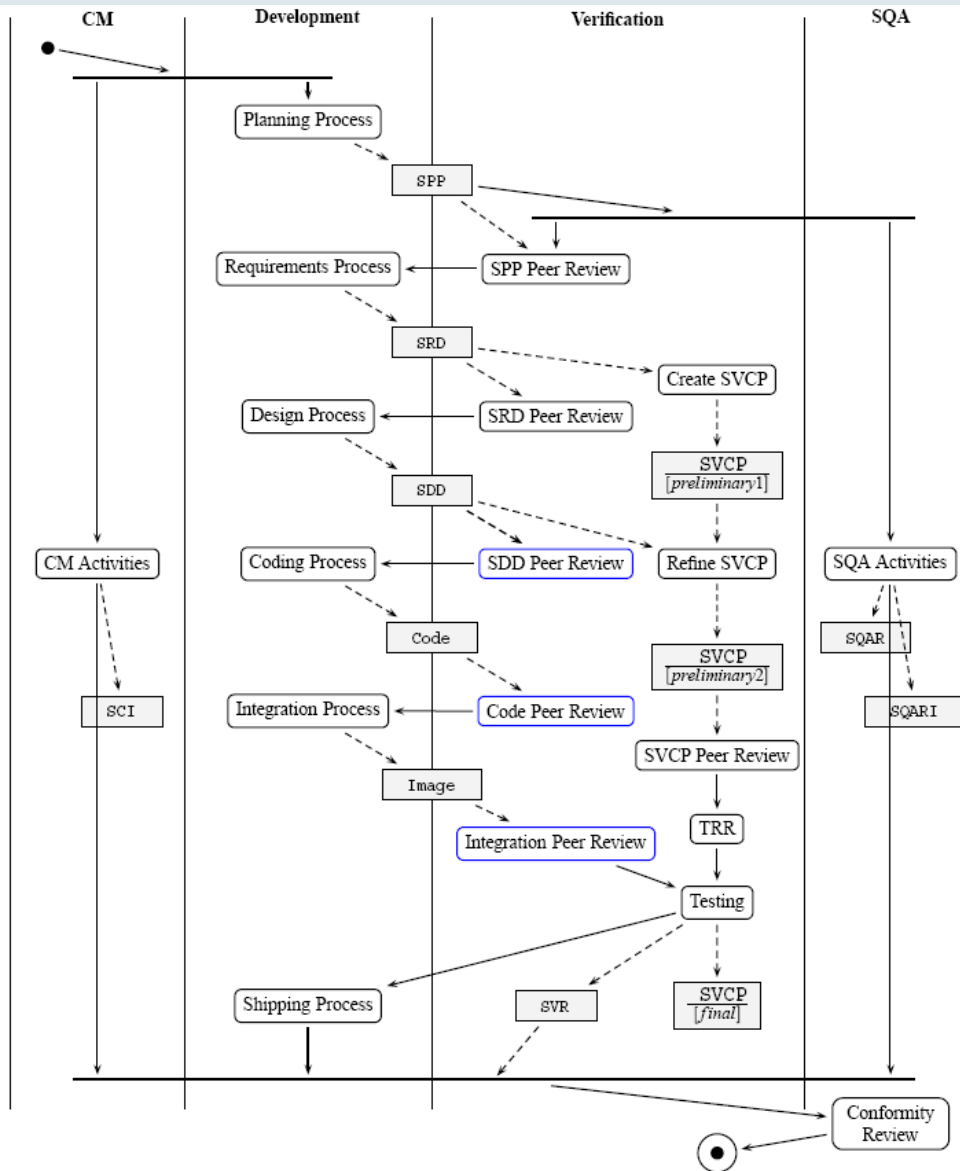 CM Development Verification SQA
Planning Process
SPP
Requirements Process SPP Peer Review
SRD
Create SVCP
Design Process SRD Peer Review
SVCP
[preliminary1]
SDD
CM Activities Coding Process SDD Peer Review Refine SVCP SQA Activities
Code SQAR
SVCP
[preliminary2]
SCI Integration Process Code Peer Review SQARI
SVCP Peer Review
Image
TRR
Integration Peer Review
Testing
Shipping Process SVR SVCP
[final]
Conformity
Review